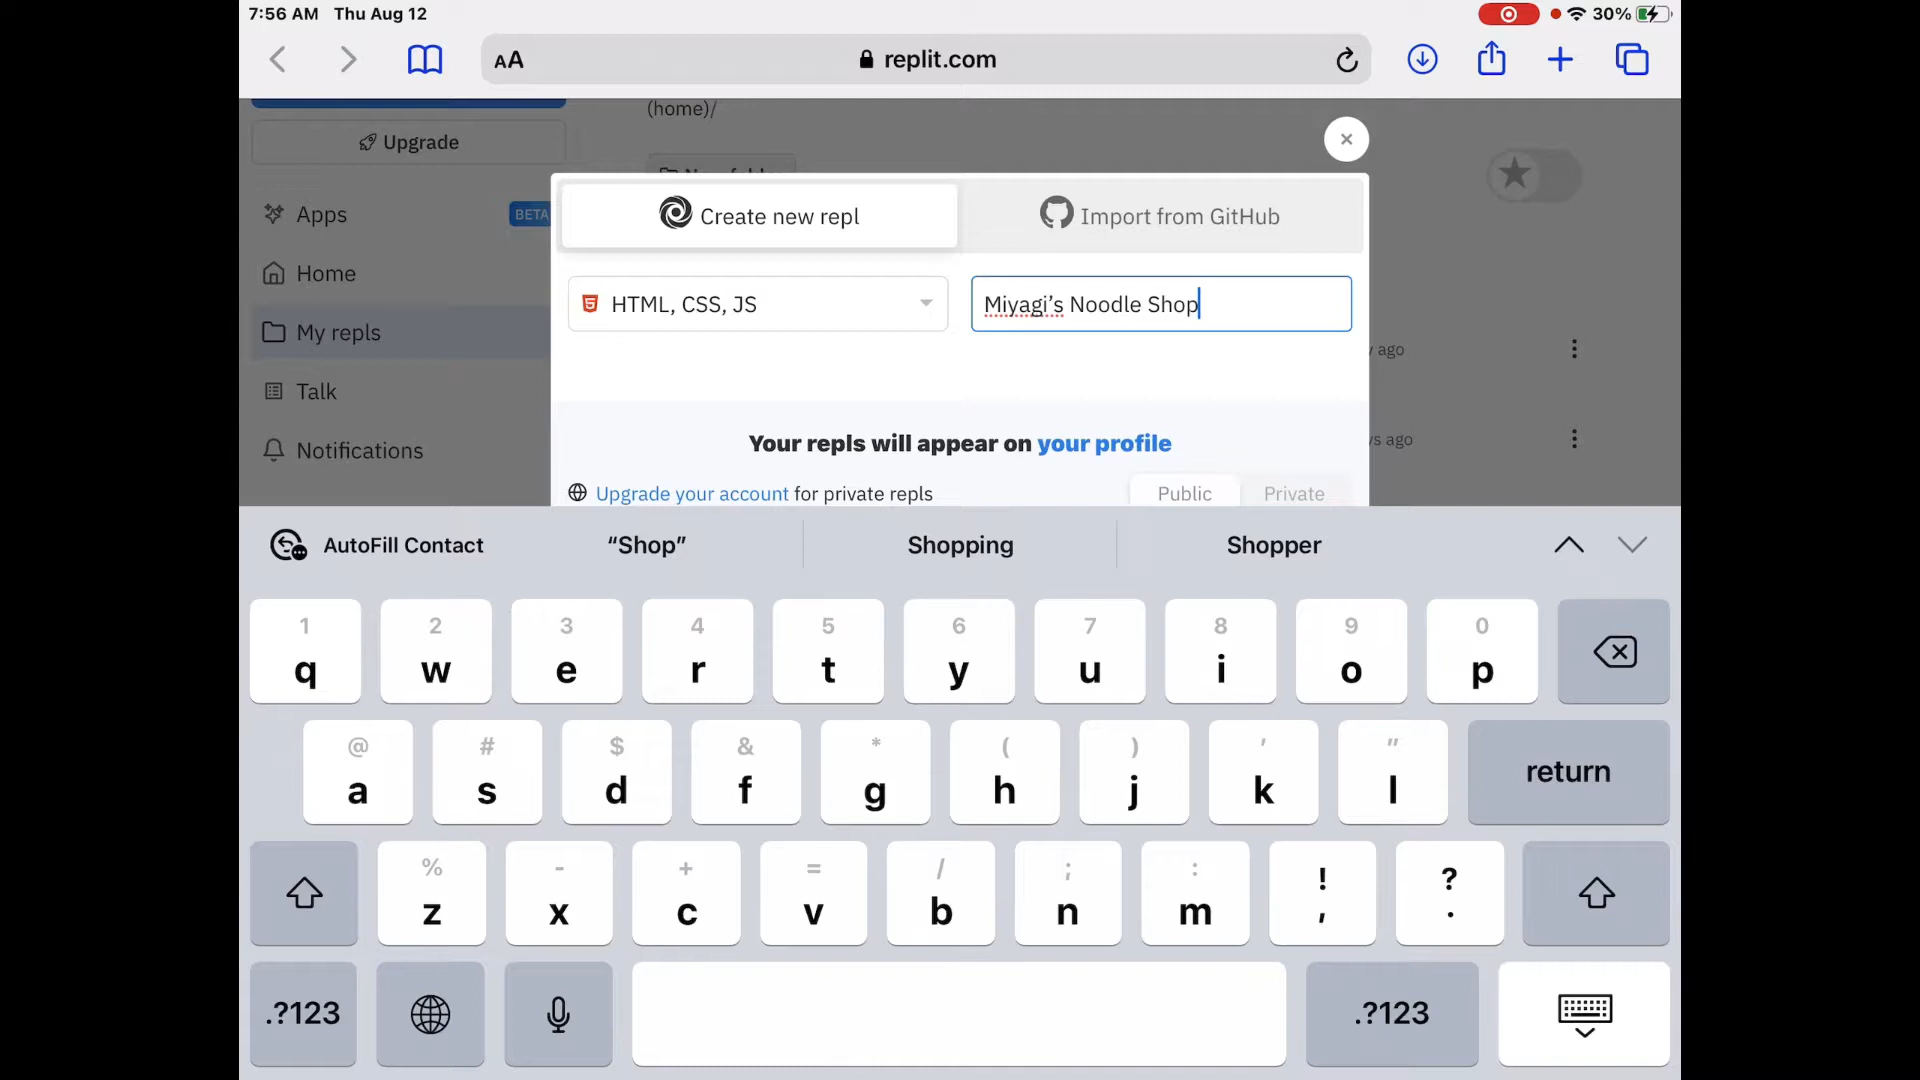 7:56 AM Thu Aug 12
30%
AA
replit.com
(home)/
Upgrade
Apps
BETA
Home
My repls
Talk
Notifications
Create new repl
Import from GitHub
HTML, CSS, JS
Miyagi’s Noodle Shop
ago
ago
Your repls will appear on your profile
Upgrade your account for private repls
Public
Private
AutoFill Contact
“Shop”
Shopping
Shopper
1 2 3 4 5 6 7 8 9 0
q w e r t y u i o p
@ # $ & * ( ) ' "
a s d f g h j k l
return
% - + = / ; : ! ?
z x c v b n m , .
.?123
.?123